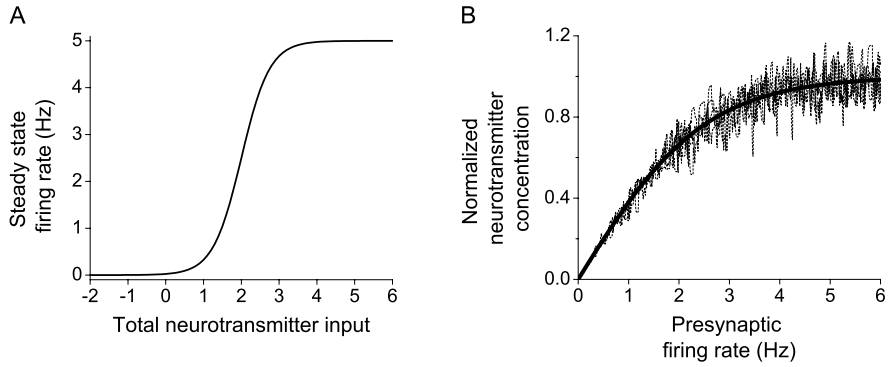 A
Steady state
firing rate (Hz)
5
4
3
2
1
0
-2 -1 0 1 2 3 4 5 6
Total neurotransmitter input
B
Normalized
neurotransmitter
concentration
1.2
0.8
0.4
0.0
0 1 2 3 4 5 6
Presynaptic
firing rate (Hz)